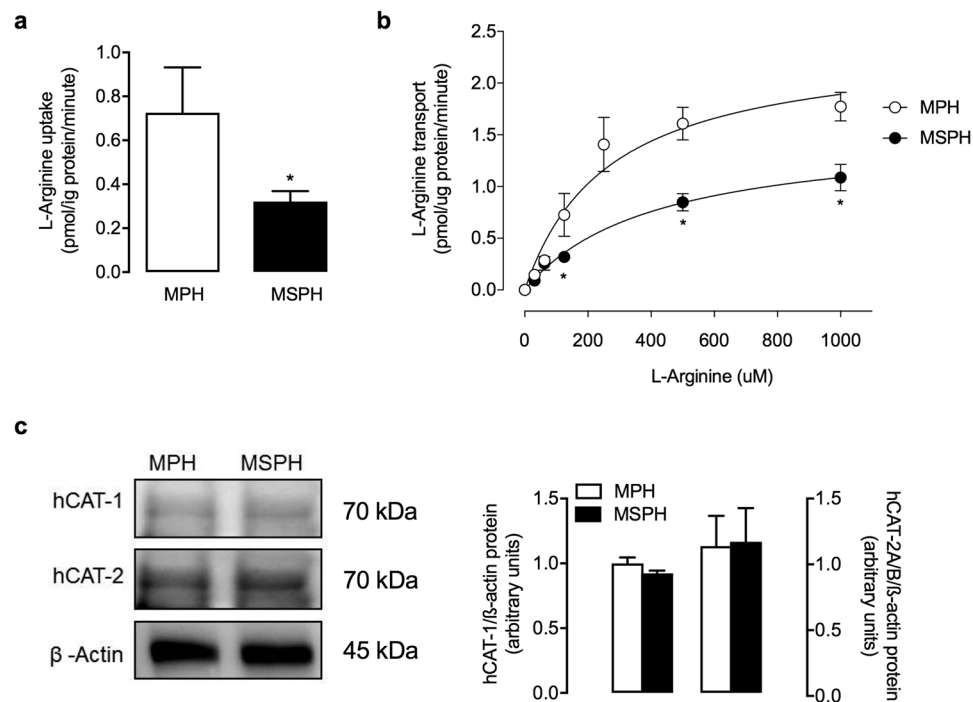 a
L-Arginine uptake
(pmol/ig protein/minute)
1.0
0.8
0.6
0.4
0.2
0.0
*
MPH
MSPH
b
L-Arginine transport
(pmol/ug protein/minute)
2.5
2.0
1.5
1.0
0.5
0.0
*
*
*
0
200
400
600
800
1000
L-Arginine (uM)
MPH
MSPH
c
MPH
MSPH
hCAT-1
70 kDa
hCAT-2
70 kDa
β -Actin
45 kDa
hCAT-1/ß-actin protein
(arbitrary units)
1.5
1.0
0.5
0.0
MPH
MSPH
1.5
1.0
0.5
0.0
hCAT-2A/B/ß-actin protein
(arbitrary units)